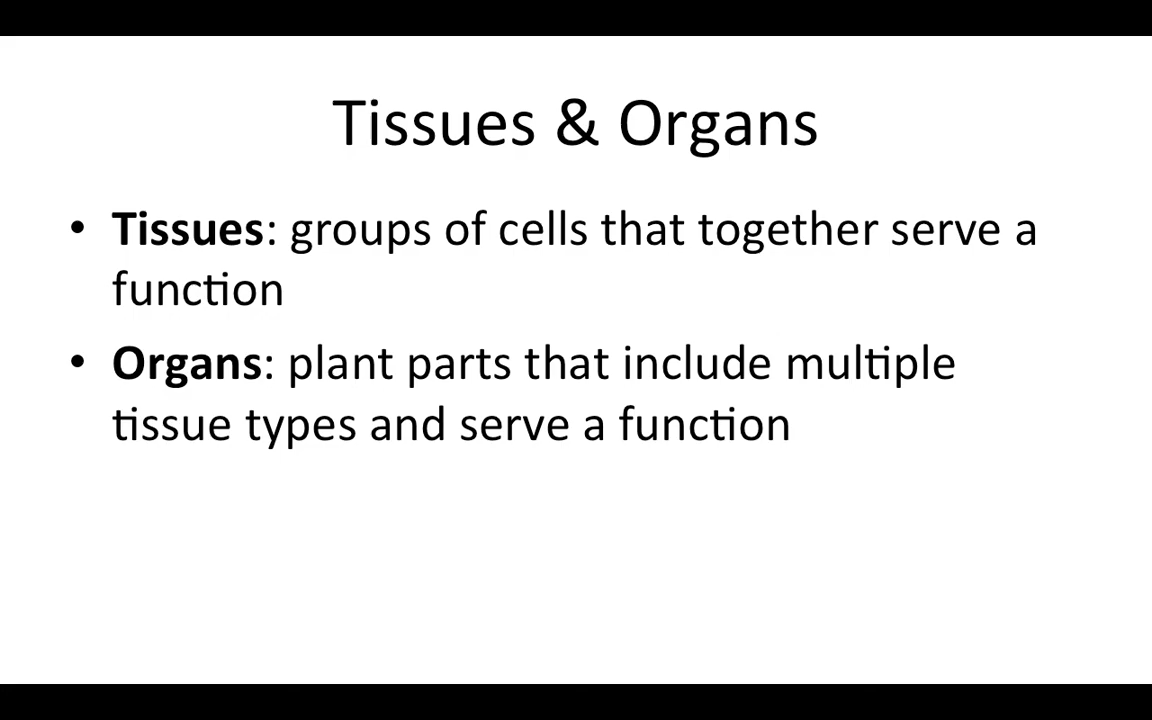 Tissues & Organs
• Tissues: groups of cells that together serve a
function
• Organs: plant parts that include multiple
tissue types and serve a function